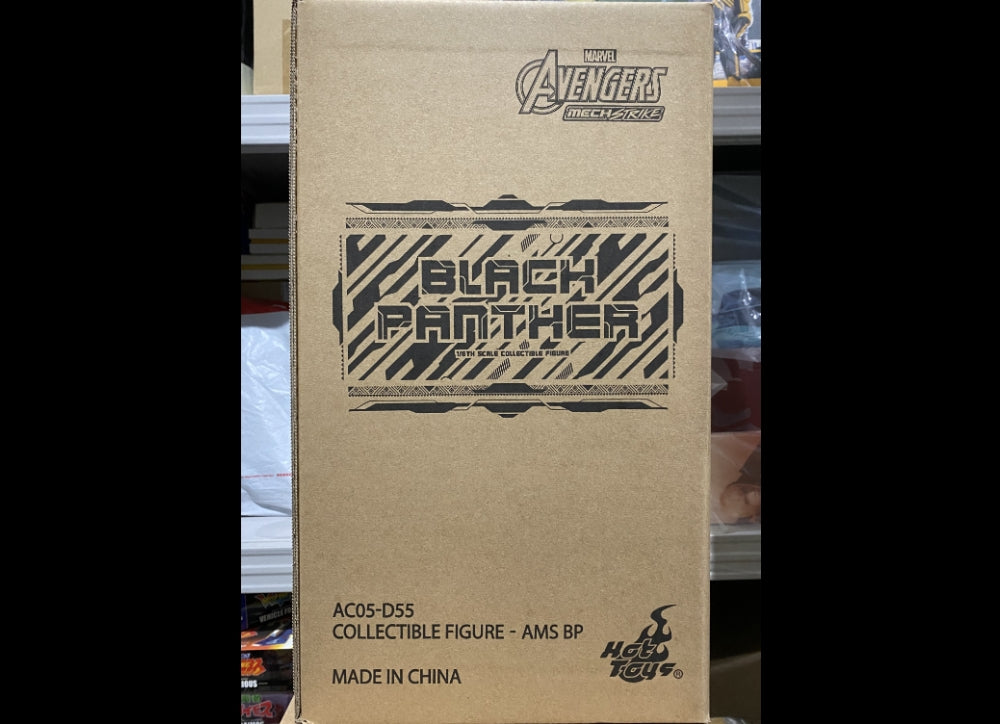 MARVEL
AVENGERS
MECH STRIKE
BLACK
PANTHER
1/6TH SCALE COLLECTIBLE FIGURE
AC05-D55
COLLECTIBLE FIGURE - AMS BP
MADE IN CHINA
Hot
Toys®